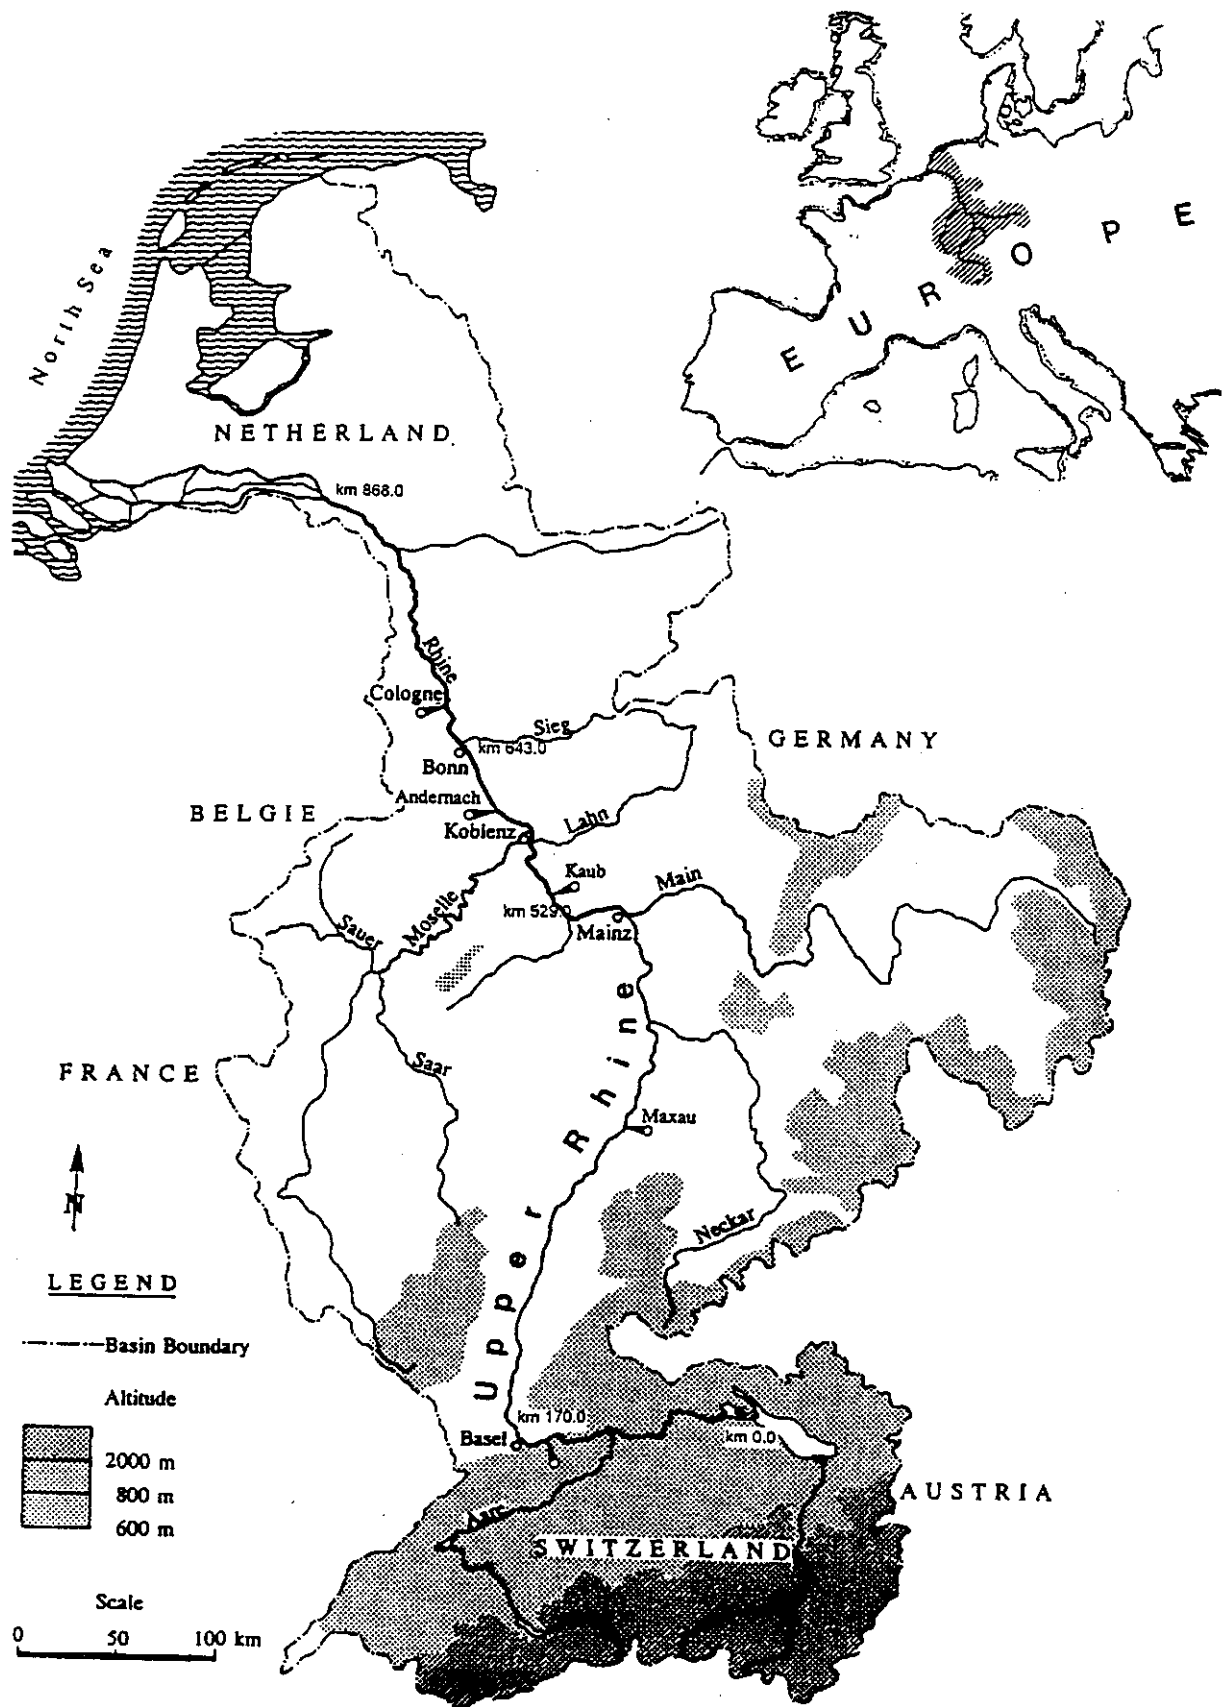 EUROPE
North Sea
NETHERLAND
km 868.0
Rhine
Cologne
Sieg
GERMANY
km 643.0
Bonn
Andernach
BELGIE
Koblenz
Lahn
Kaub
Main
Moselle
km 529.0
Sauer
Mainz
FRANCE
Saar
Upper Rhine
Maxau
N
Neckar
LEGEND
Basin Boundary
Altitude
2000 m
800 m
600 m
km 170.0
Basel
km 0.0
Aare
AUSTRIA
SWITZERLAND
Scale
0 50 100 km